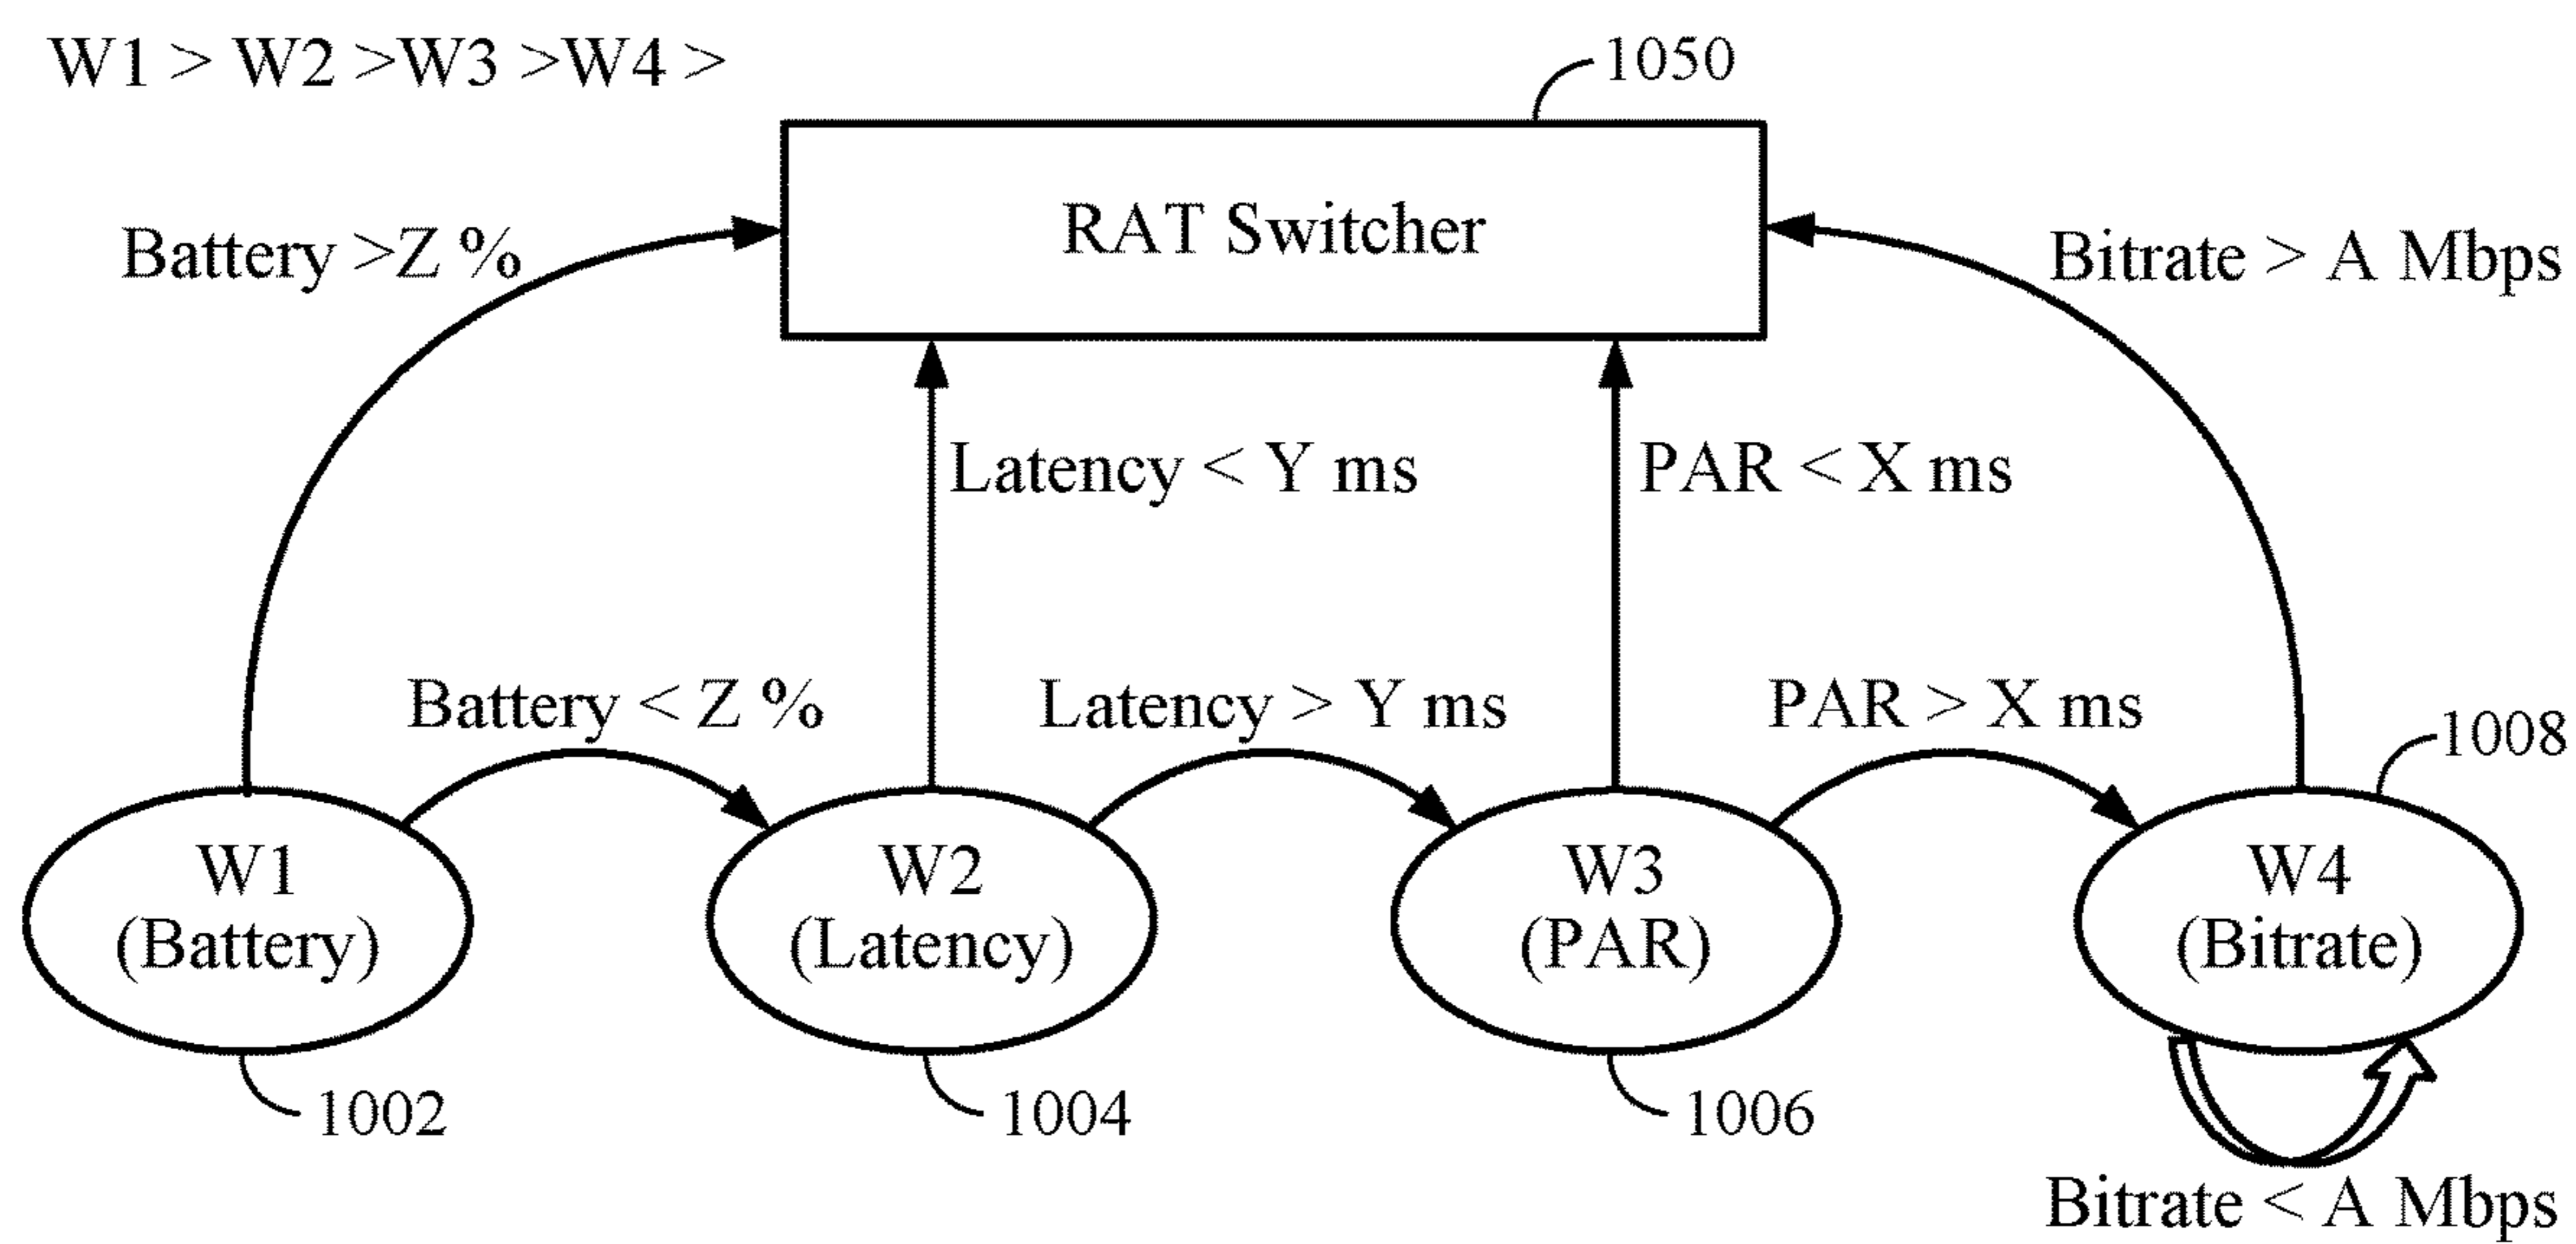 W1 > W2 >W3 >W4 >
1050
RAT Switcher
Battery >Z %
Bitrate > A Mbps
Latency < Y ms
PAR < X ms
Battery < Z %
Latency > Y ms
PAR > X ms
1008
W1
(Battery)
W2
(Latency)
W3
(PAR)
W4
(Bitrate)
1002
1004
1006
Bitrate < A Mbps